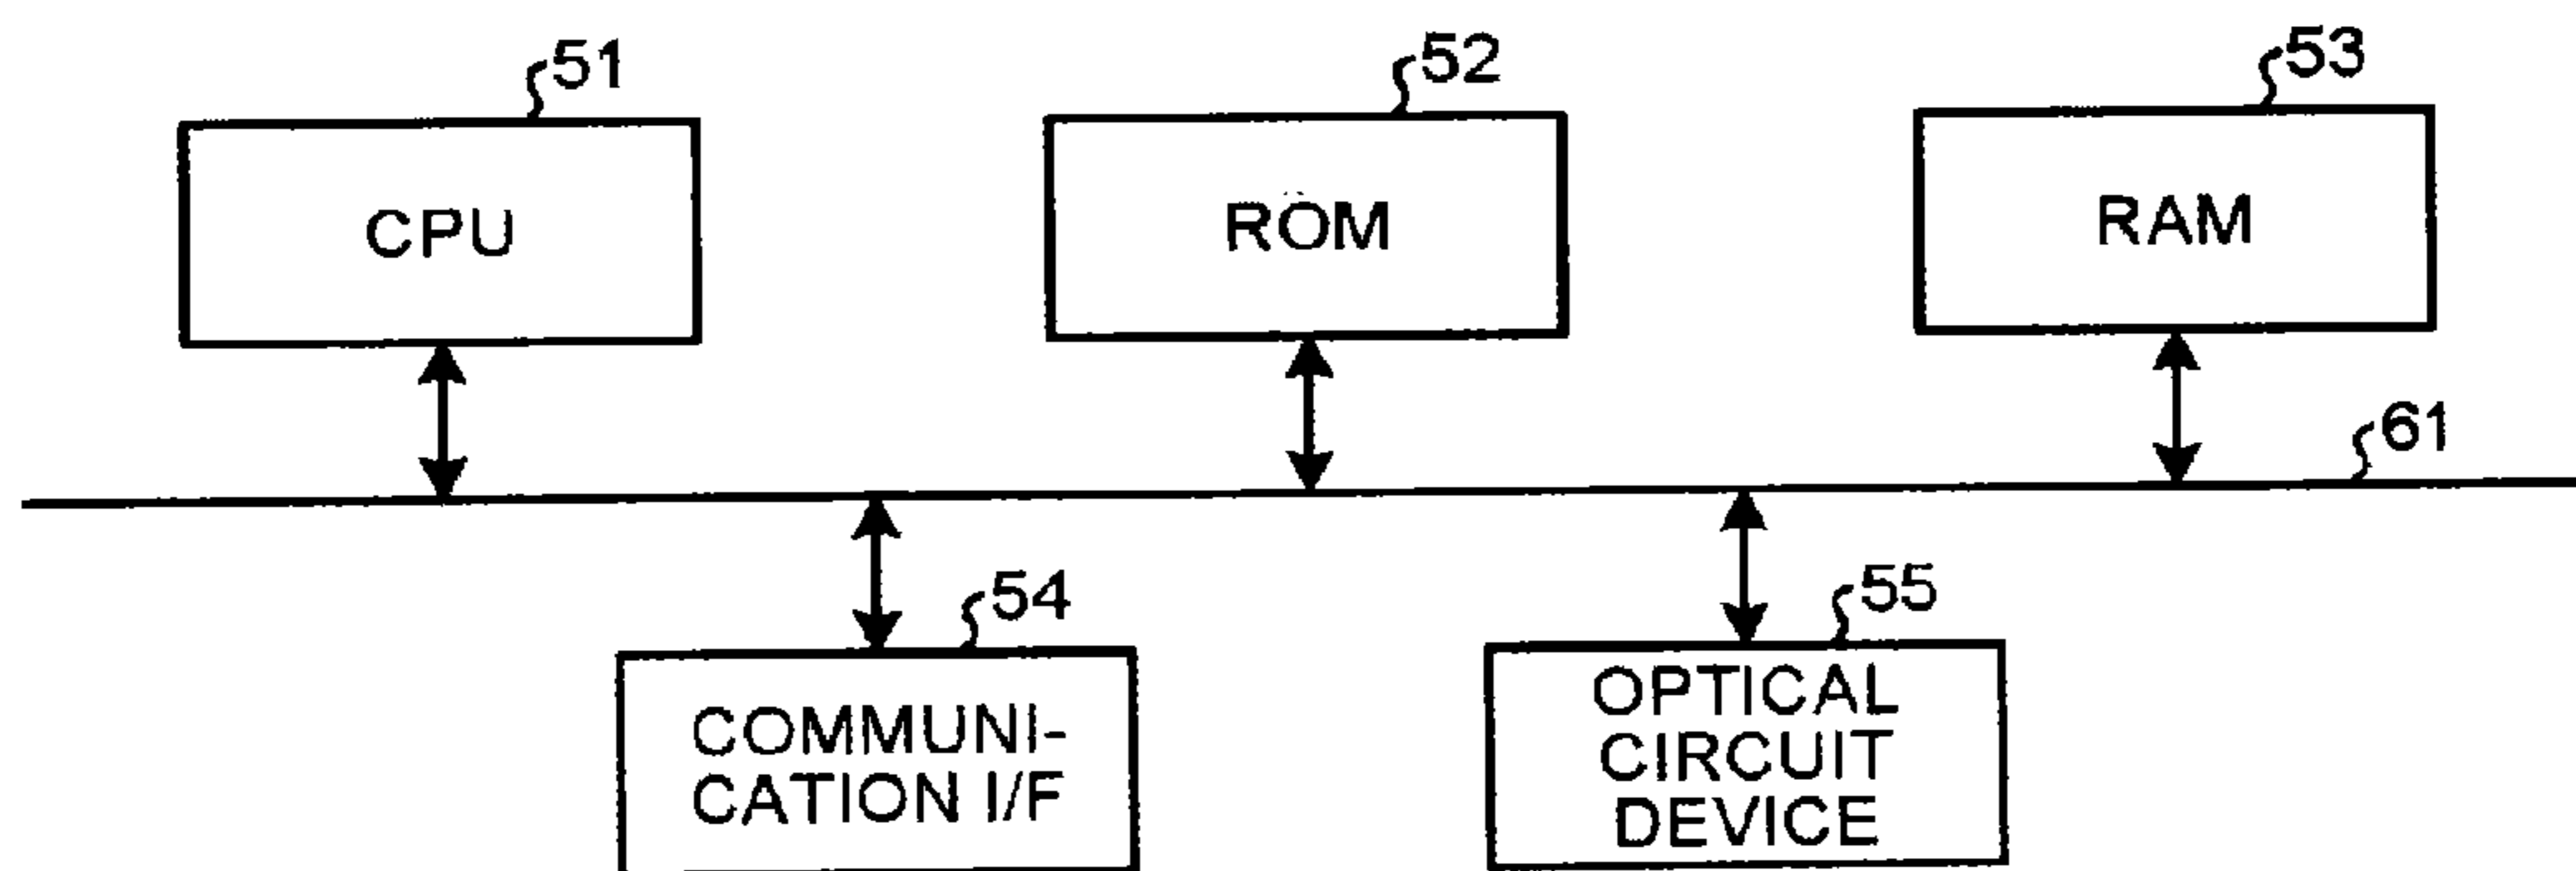 51
52
53
CPU
ROM
RAM
61
54
55
COMMUNI-
CATION I/F
OPTICAL
CIRCUIT
DEVICE